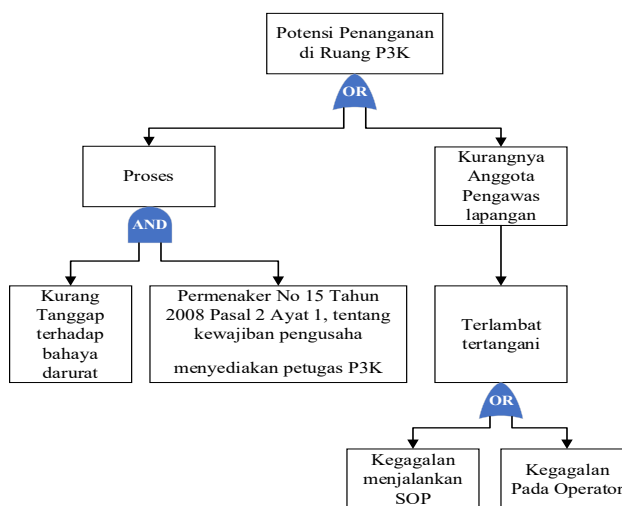 Potensi Penanganan
di Ruang P3K
OR
Proses
Kurangnya
Anggota
Pengawas
lapangan
AND
Kurang
Tanggap
terhadap
bahaya
darurat
Permenaker No 15 Tahun
2008 Pasal 2 Ayat 1, tentang
kewajiban pengusaha
menyediakan petugas P3K
Terlambat
tertangani
OR
Kegagalan
menjalankan
SOP
Kegagalan
Pada Operator